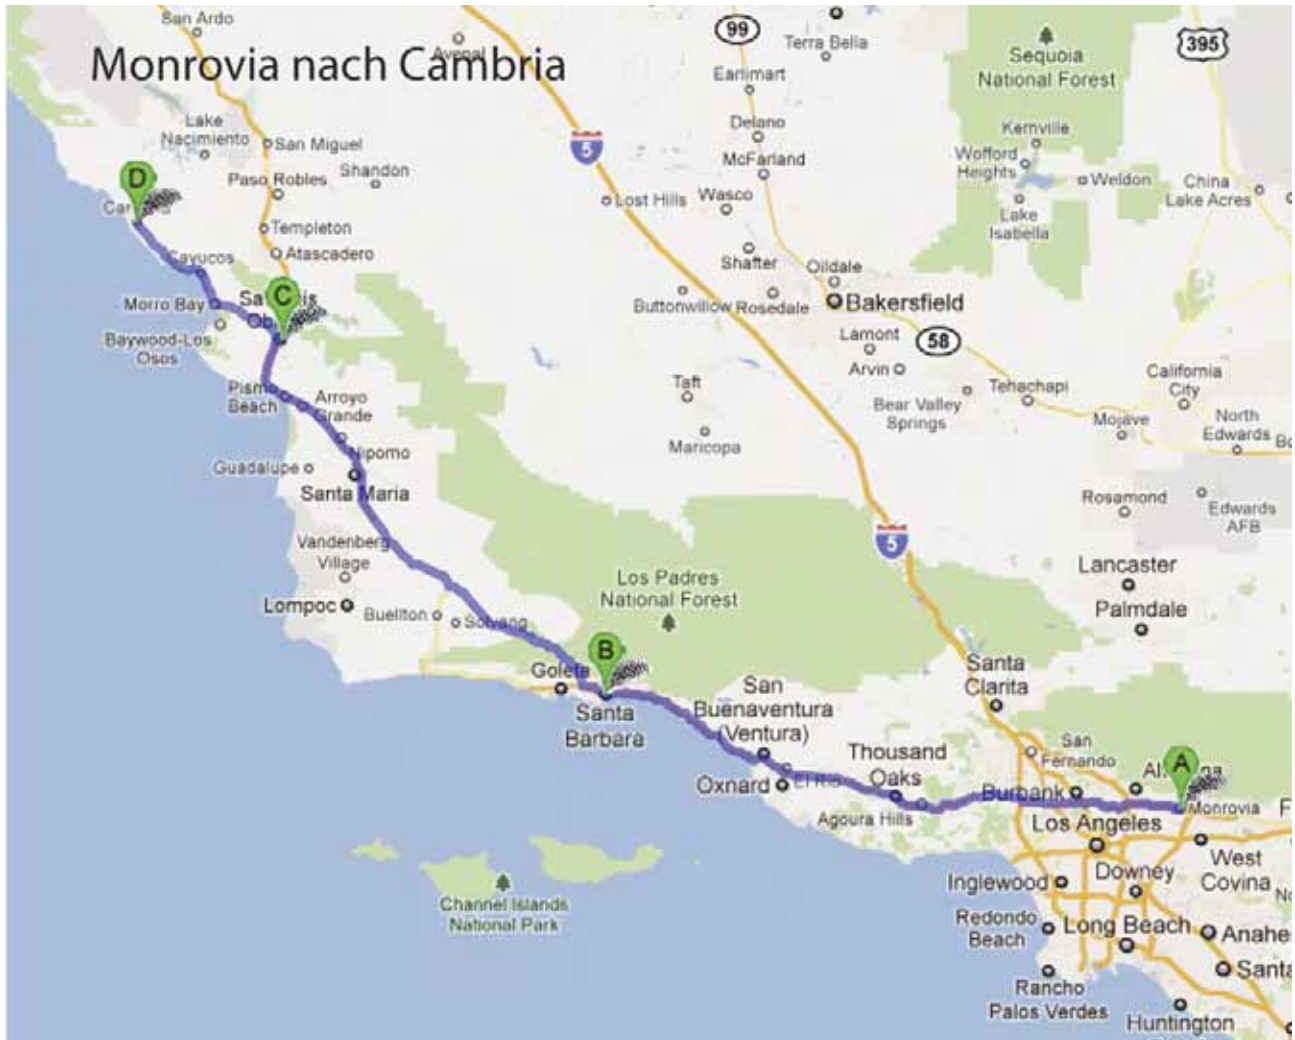 San Ardo
Monrovia nach Cambria
Avenal
99
Terra Bella
Earlimart
395
Sequoia
National Forest
Lake
Nacimiento
San Miguel
5
Delano
McFarland
Kernville
Wofford
Heights
Weldon
China
Lake Acres
D
Paso Robles
Shandon
Lost Hills
Wasco
Lake
Isabella
Templeton
Cayucos
Atascadero
Shafter
Oildale
Morro Bay
C
Buttonwillow
Rosedale
Bakersfield
Baywood-Los
Osos
Lamont
58
Arvin
Pismo
Beach
Arroyo
Grande
Taft
Bear Valley
Springs
Tehachapi
California
City
Nipomo
Maricopa
Mojave
North
Edwards
Guadalupe
Santa Maria
Rosamond
Edwards
AFB
Vandenberg
Village
5
Los Padres
National Forest
Lancaster
Palmdale
Lompoc
Buellton
Solvang
B
Goleta
Santa
Barbara
San
Buenaventura
(Ventura)
Santa
Clarita
San
Fernando
Thousand
Oaks
A
Oxnard
El Rio
Burbank
Monrovia
Agoura Hills
Los Angeles
West
Covina
Channel Islands
National Park
Inglewood
Downey
Redondo
Beach
Long Beach
Anahe
Santa
Rancho
Palos Verdes
Huntington